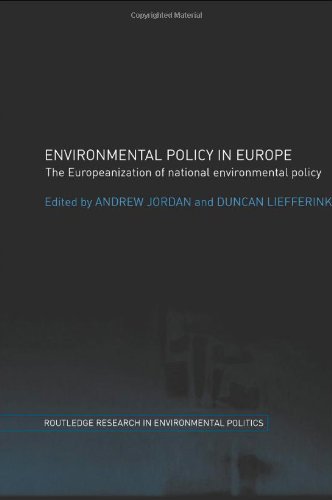 Copyrighted Material
ENVIRONMENTAL POLICY IN EUROPE
The Europeanization of national environmental policy
Edited by ANDREW JORDAN and DUNCAN LIEFFERINK
ROUTLEDGE RESEARCH IN ENVIRONMENTAL POLITICS